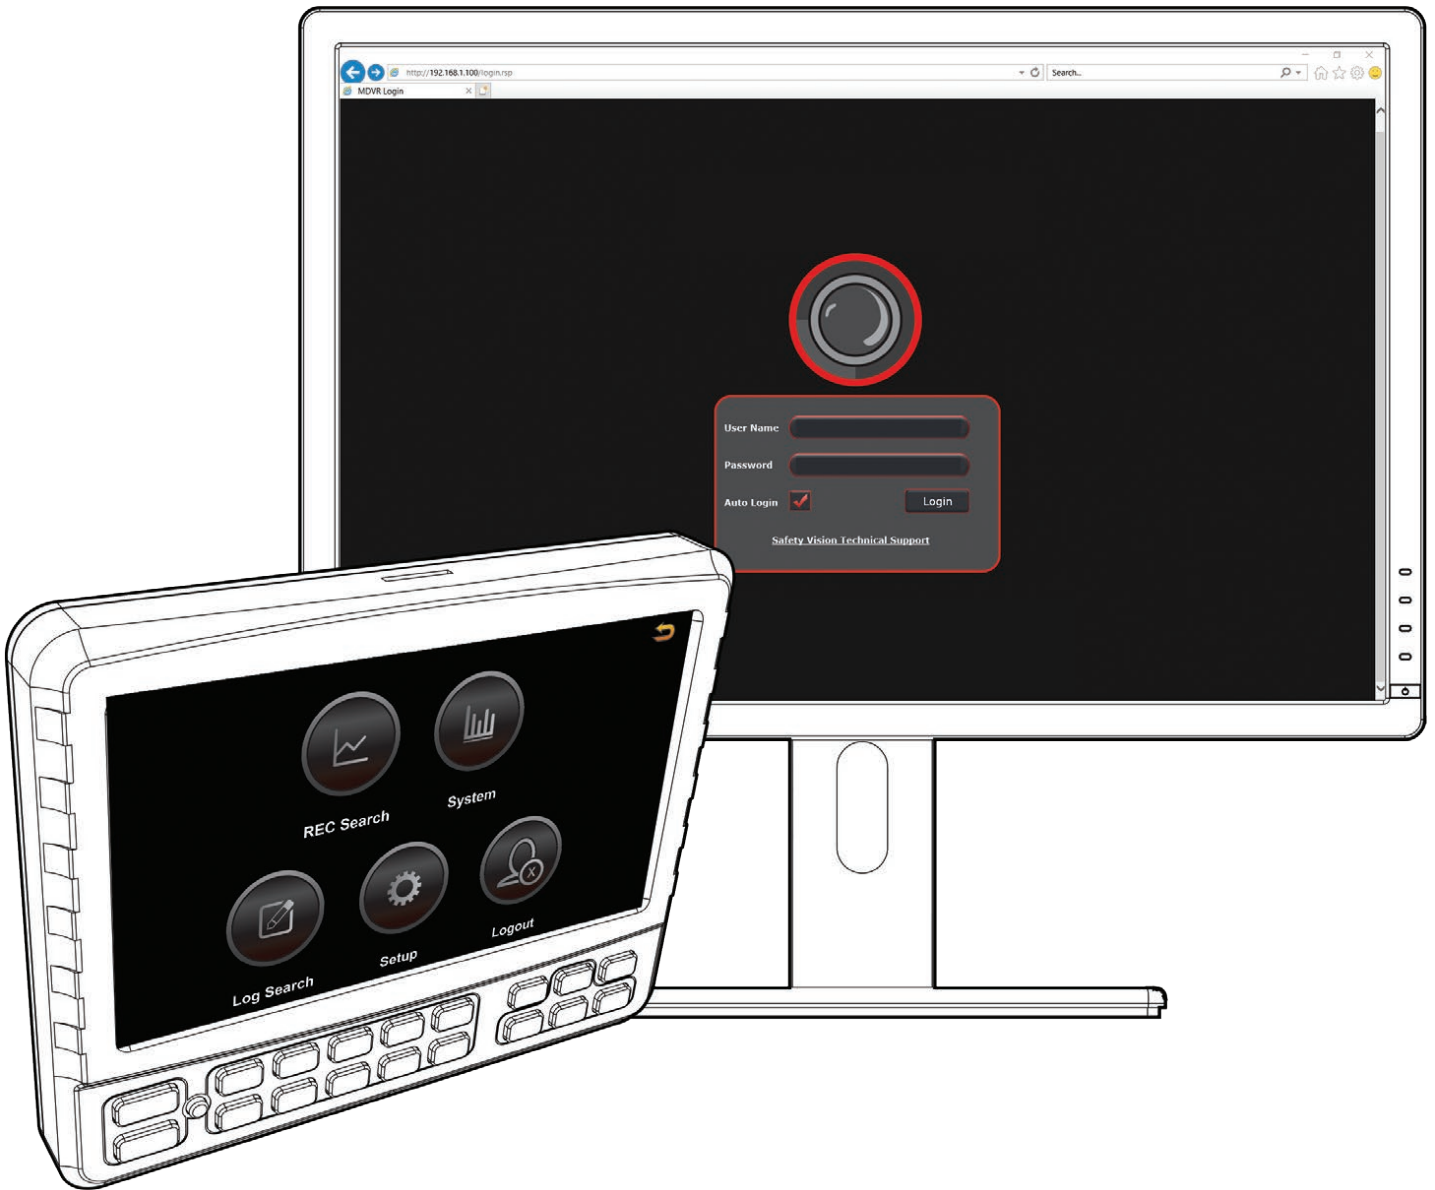 http://192.168.1.100/login.rsp
Search...
MDVR Login
User Name
Password
Auto Login
Login
Safety Vision Technical Support
REC Search
System
Log Search
Setup
Logout
X